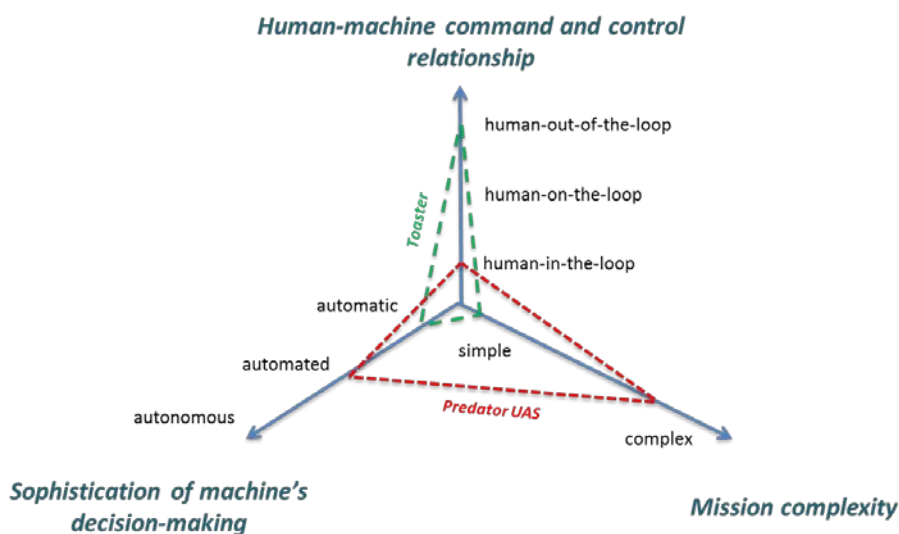 Human-machine command and control
relationship
human-out-of-the-loop
Toaster
human-on-the-loop
human-in-the-loop
automatic
simple
automated
Predator UAS
autonomous
complex
Sophistication of machine's
decision-making
Mission complexity